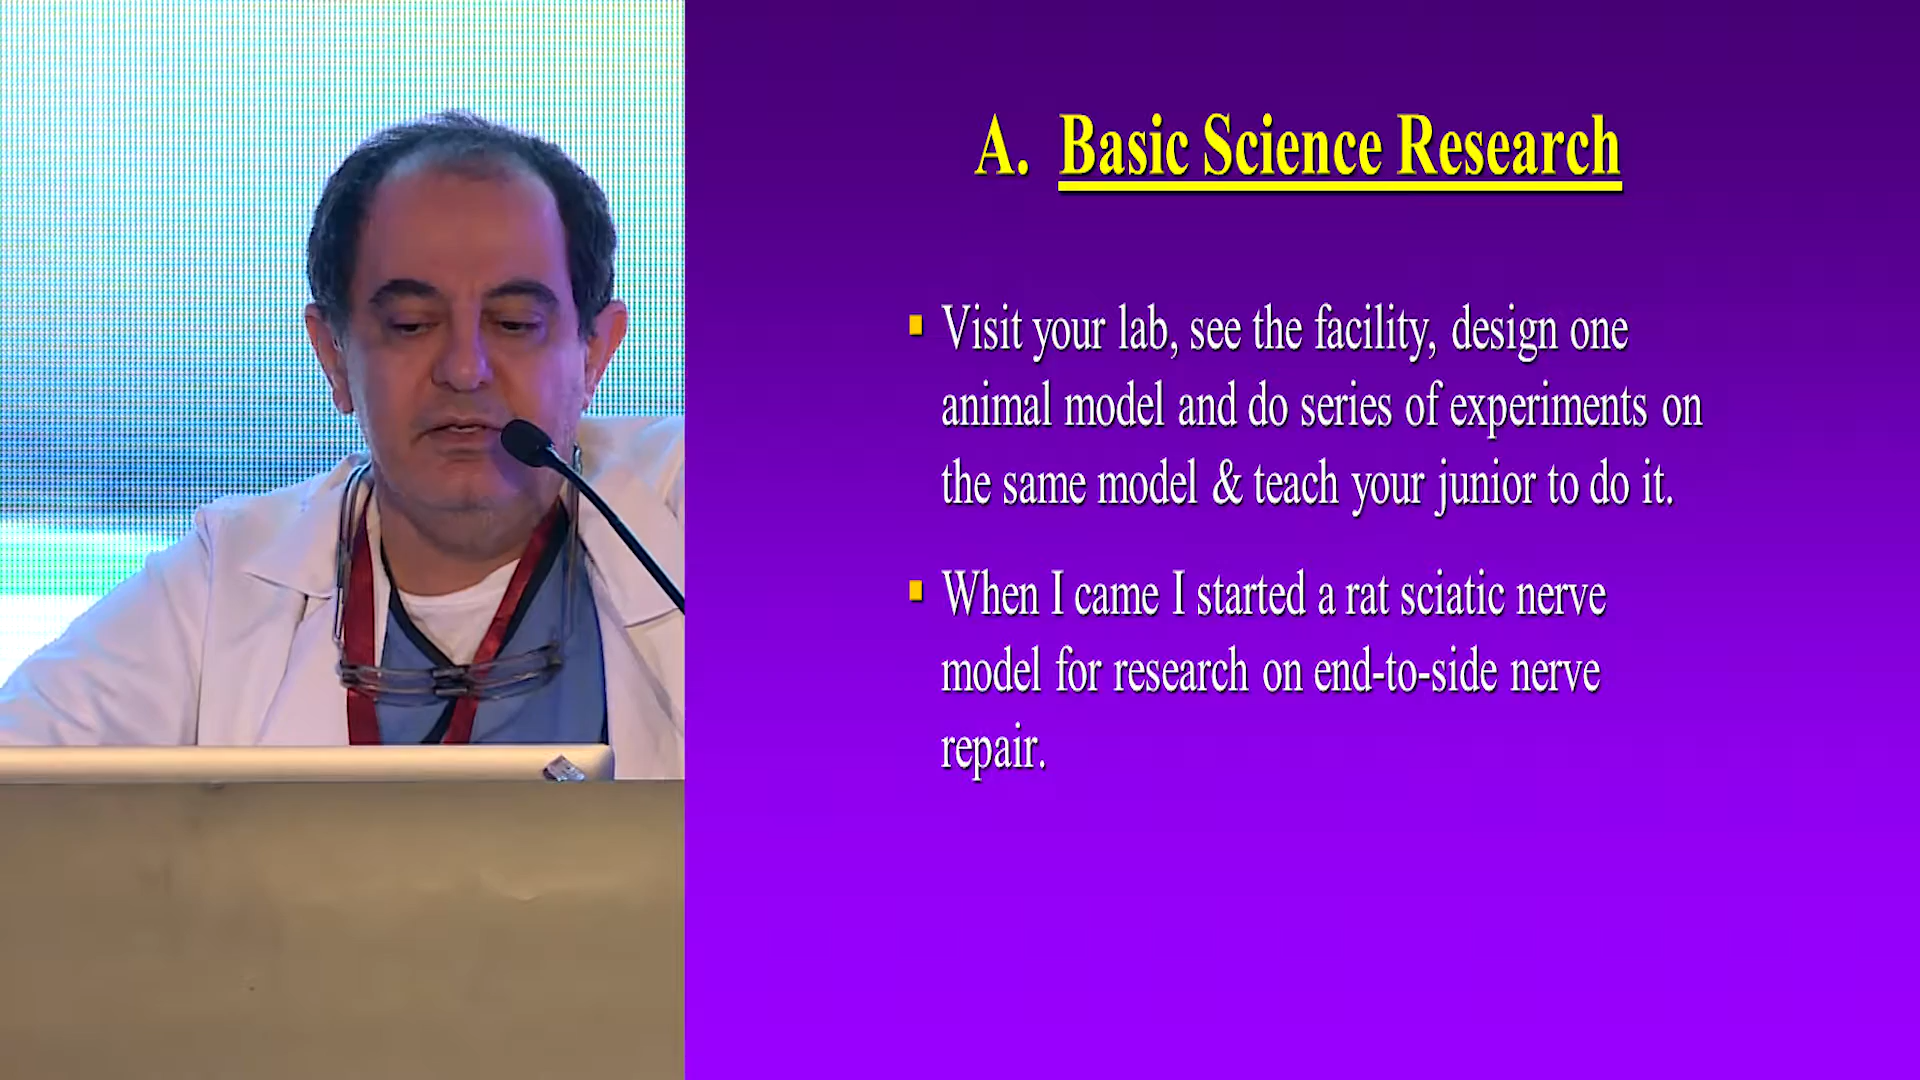 A. Basic Science Research
Visit your lab, see the facility, design one
animal model and do series of experiments on
the same model & teach your junior to do it.
When I came I started a rat sciatic nerve
model for research on end-to-side nerve
repair.